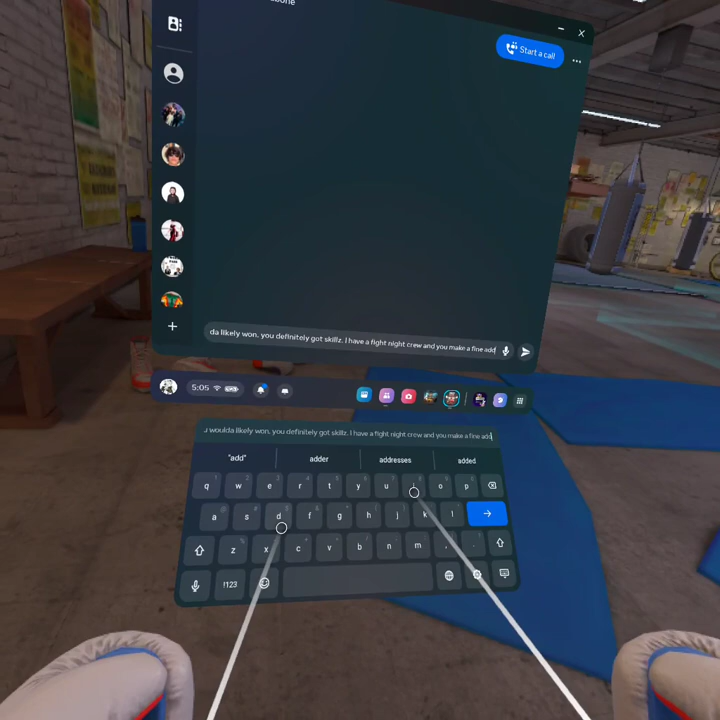 Start a call
da likely won. you definitely got skillz. I have a fight night crew and you make a fine add
5:05
woulda likely won. you definitely got skillz. I have a fight night crew and you make a fine add
"add" adder addresses added
q w e r t y u i o p
a s d f g h j k l
z x c v b n m , .
!123